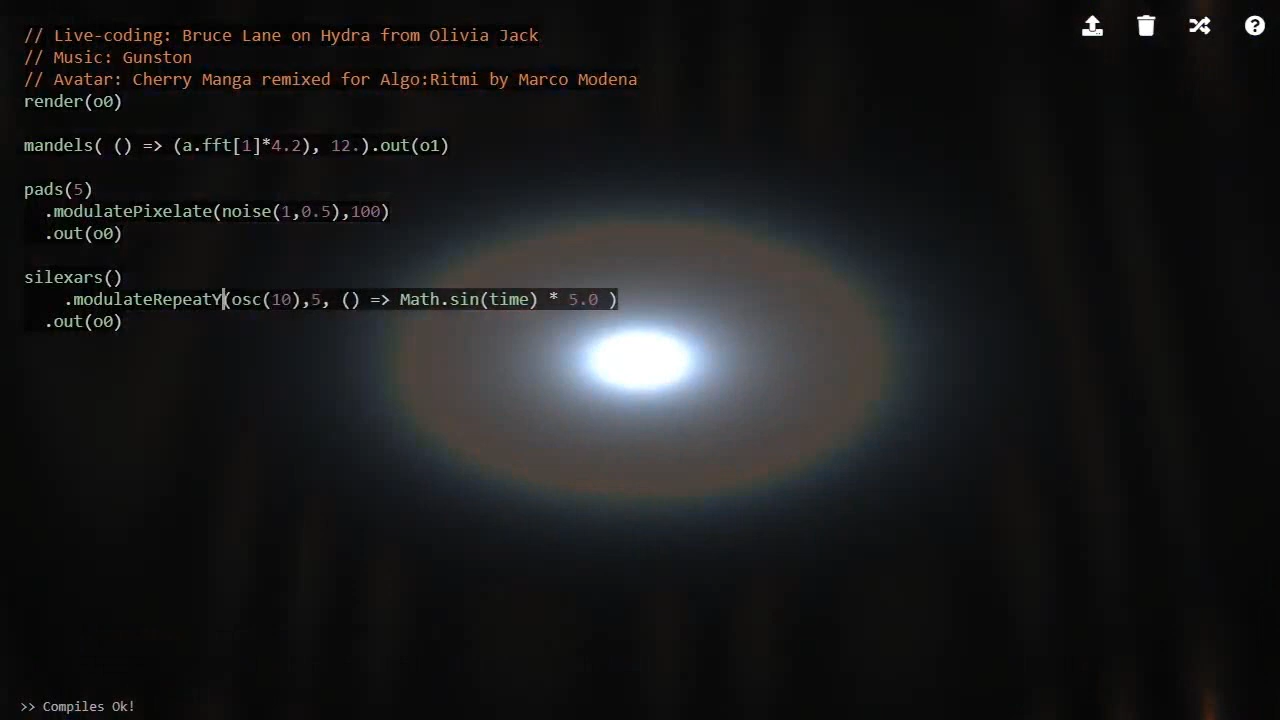 // Live-coding: Bruce Lane on Hydra from Olivia Jack
// Music: Gunston
// Avatar: Cherry Manga remixed for Algo:Ritmi by Marco Modena
render(o0)
mandels( () => (a.fft[1]*4.2), 12.).out(o1)
pads(5)
.modulatePixelate(noise(1,0.5),100)
.out(o0)
silexars()
.modulateRepeatY(osc(10),5, () => Math.sin(time) * 5.0 )
.out(o0)
>> Compiles Ok!